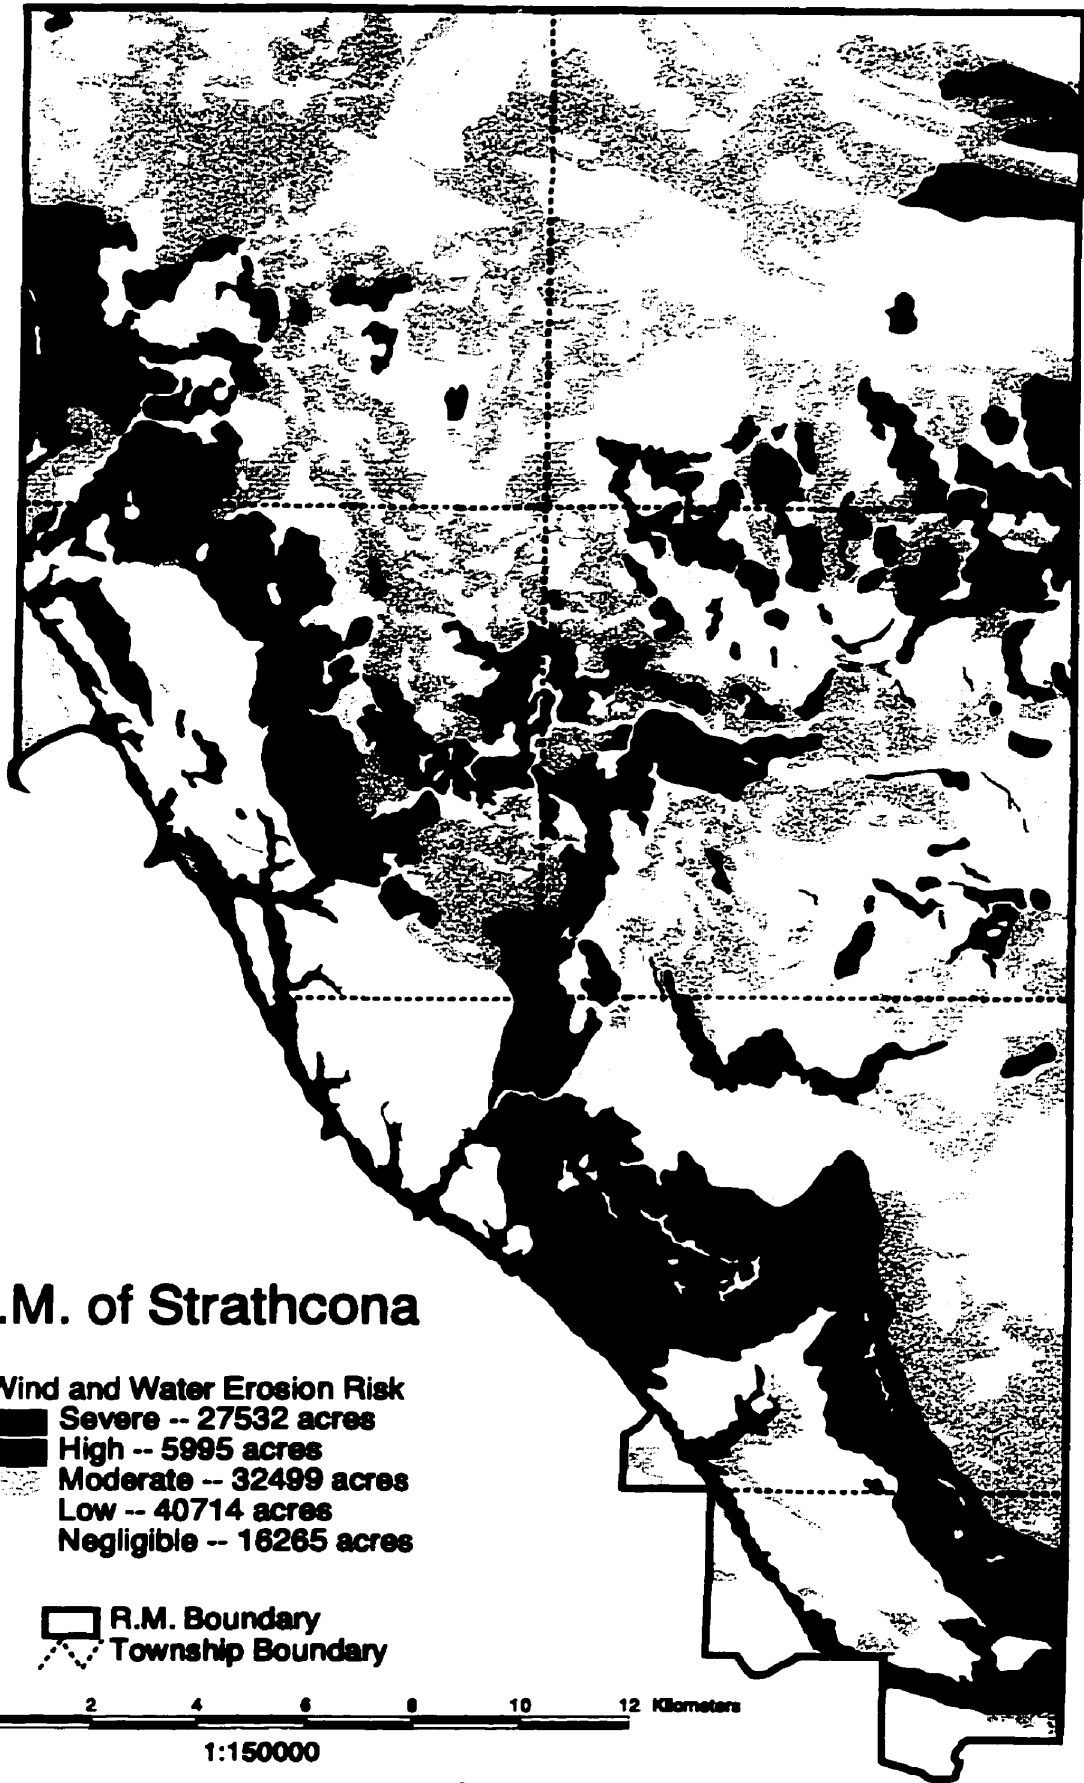 .M. of Strathcona
Wind and Water Erosion Risk
Severe -- 27532 acres
High -- 5995 acres
Moderate -- 32499 acres
Low -- 40714 acres
Negligible -- 16265 acres
R.M. Boundary
Township Boundary
2 4 6 8 10 12 Kilometers
1:150000